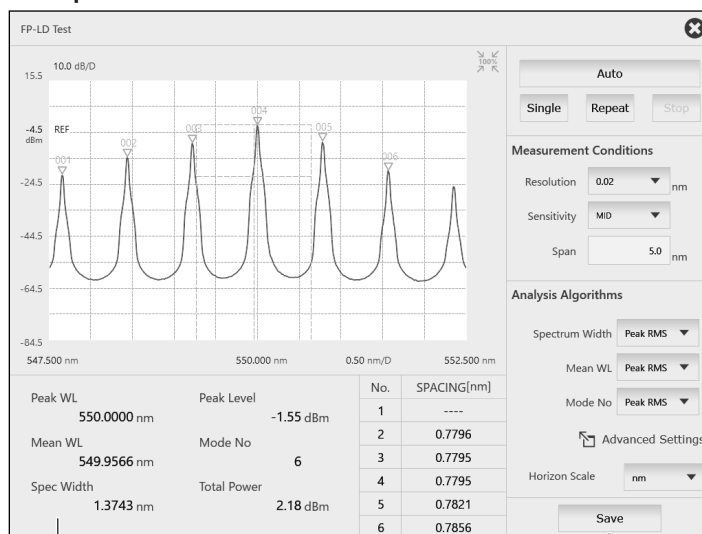 FP-LD Test
10.0 dB/D
100%
15.5
-4.5
dBm
REF
-24.5
-44.5
-64.5
-84.5
001
002
003
004
005
006
547.500 nm
550.000 nm
0.50 nm/D
552.500 nm
Peak WL
550.0000 nm
Peak Level
-1.55 dBm
Mean WL
549.9566 nm
Mode No
6
Spec Width
1.3743 nm
Total Power
2.18 dBm
No. SPACING[nm]
1 ----
2 0.7796
3 0.7795
4 0.7795
5 0.7821
6 0.7856
Auto
Single Repeat Stop
Measurement Conditions
Resolution 0.02 nm
Sensitivity MID
Span 5.0 nm
Analysis Algorithms
Spectrum Width Peak RMS
Mean WL Peak RMS
Mode No Peak RMS
Advanced Settings
Horizon Scale nm
Save